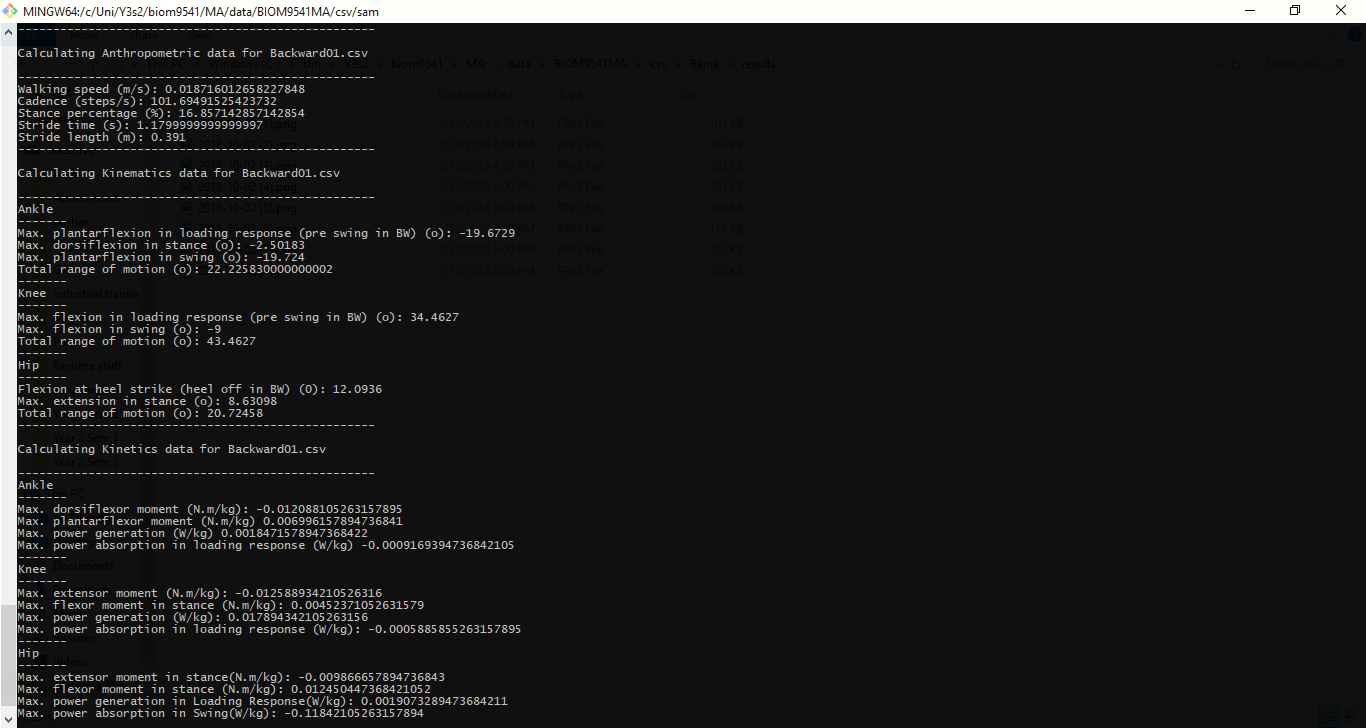 MINGW64:/c/Uni/Y3s2/biom9541/MA/data/BIOM9541MA/csv/sam
--------------------------------------------------
Calculating Anthropometric data for Backward01.csv
--------------------------------------------------
Walking speed (m/s): 0.018716012658227848
Cadence (steps/s): 101.69491525423732
Stance percentage (%): 16.857142857142854
Stride time (s): 1.1799999999999997
Stride length (m): 0.391
--------------------------------------------------
Calculating Kinematics data for Backward01.csv
--------------------------------------------------
Ankle
-------
Max. plantarflexion in loading response (pre swing in BW) (o): -19.6729
Max. dorsiflexion in stance (o): -2.50183
Max. plantarflexion in swing (o): -19.724
Total range of motion (o): 22.225830000000002
-------
Knee
-------
Max. flexion in loading response (pre swing in BW) (o): 34.4627
Max. flexion in swing (o): -9
Total range of motion (o): 43.4627
-------
Hip
-------
Flexion at heel strike (heel off in BW) (O): 12.0936
Max. extension in stance (o): 8.63098
Total range of motion (o): 20.72458
--------------------------------------------------
Calculating Kinetics data for Backward01.csv
--------------------------------------------------
Ankle
-------
Max. dorsiflexor moment (N.m/kg): -0.012088105263157895
Max. plantarflexor moment (N.m/kg) 0.006996157894736841
Max. power generation (W/kg) 0.0018471578947368422
Max. power absorption in loading response (W/kg) -0.0009169394736842105
-------
Knee
-------
Max. extensor moment (N.m/kg): -0.012588934210526316
Max. flexor moment in stance (N.m/kg): 0.00452371052631579
Max. power generation (W/kg): 0.017894342105263156
Max. power absorption in loading response (W/kg): -0.0005885855263157895
-------
Hip
-------
Max. extensor moment in stance(N.m/kg): -0.009866657894736843
Max. flexor moment in stance (N.m/kg): 0.012450447368421052
Max. power generation in Loading Response(W/kg): 0.0019073289473684211
Max. power absorption in Swing(W/kg): -0.11842105263157894